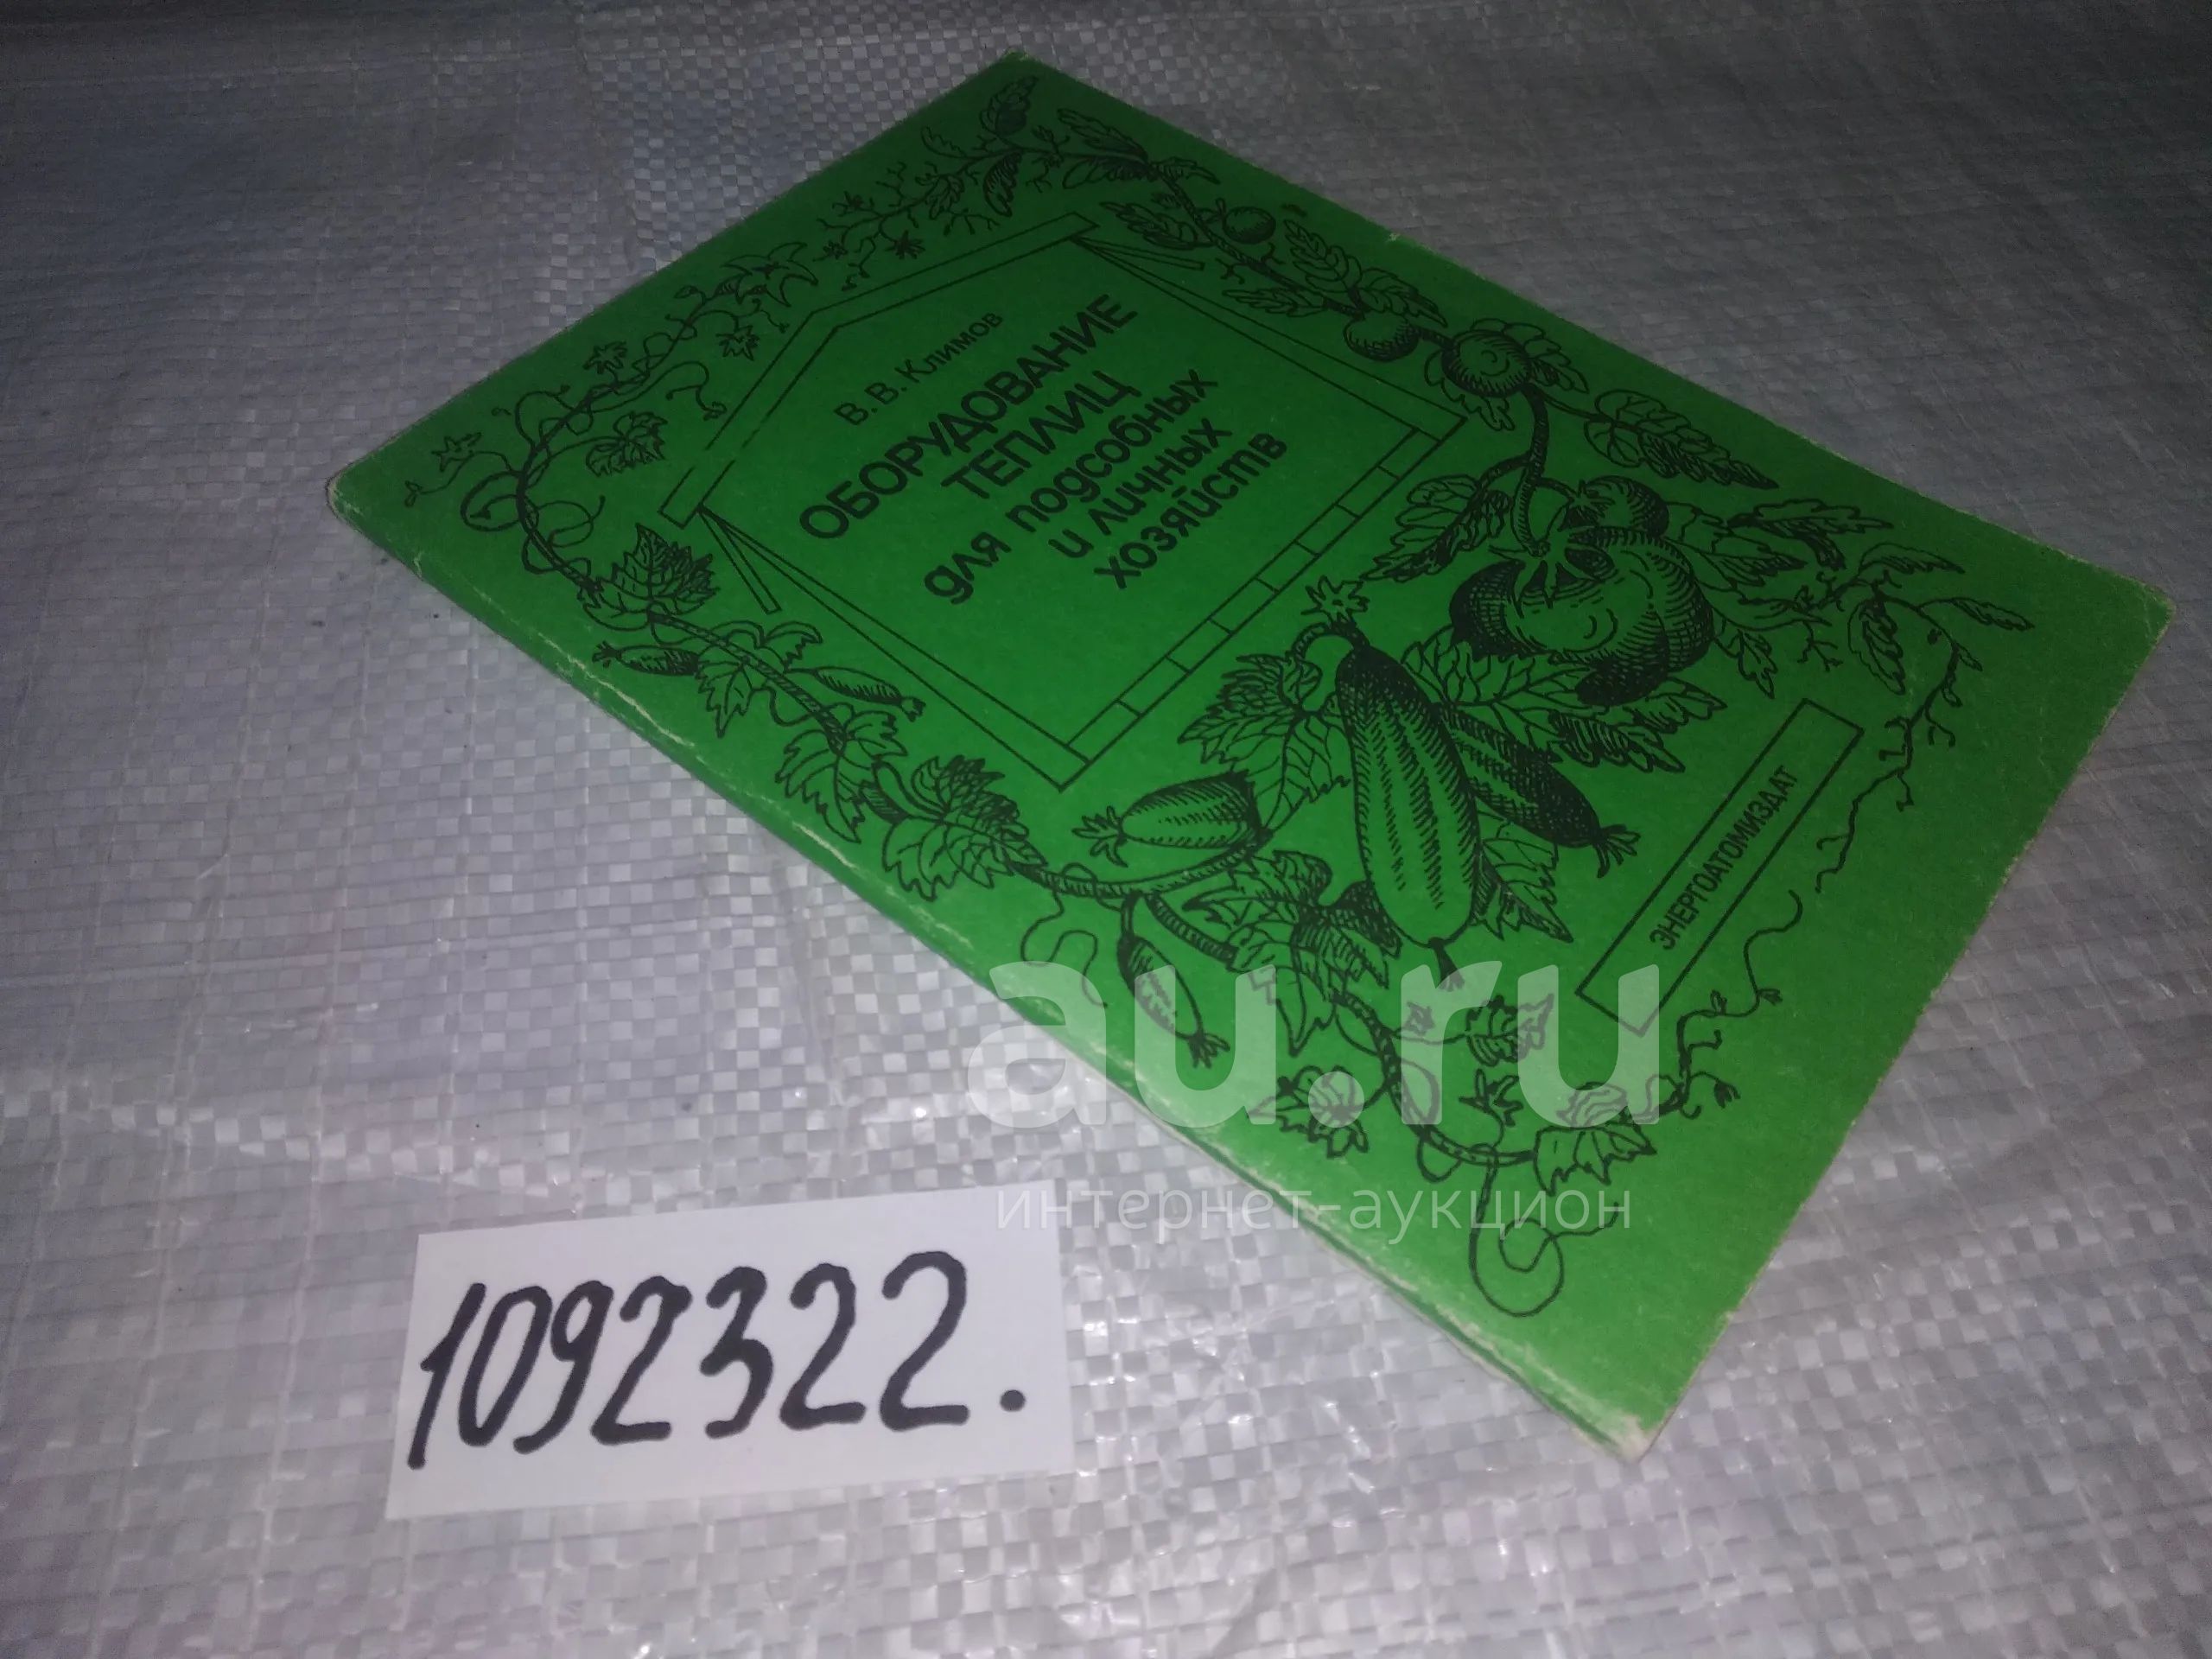 В. В. Климов
ОБОРУДОВАНИЕ
ТЕПЛИЦ
для подсобных
и личных
хозяйств
ЭНЕРГОАТОМИЗДАТ
au.ru
интернет-аукцион
1092322.